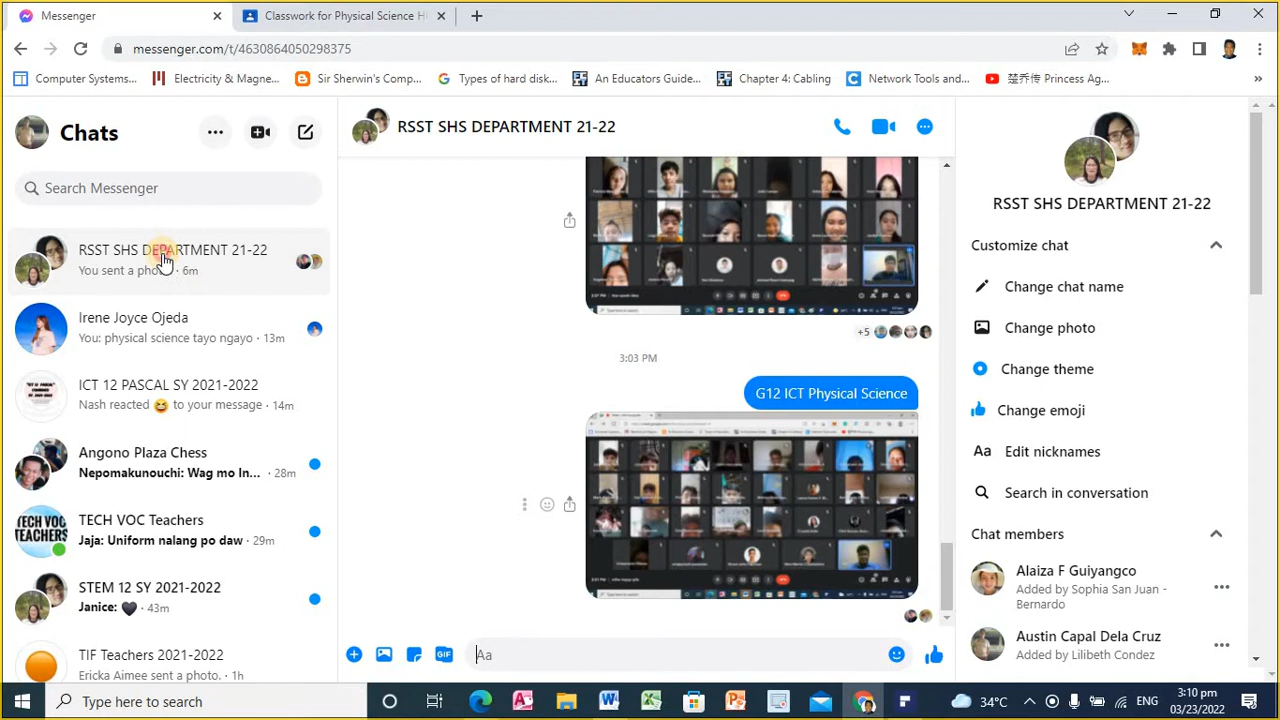 Messenger
Classwork for Physical Science H
messenger.com/t/4630864050298375
Computer Systems...
Electricity & Magne...
Sir Sherwin's Comp...
Types of hard disk...
An Educators Guide...
Chapter 4: Cabling
Network Tools and...
楚乔传 Princess Ag...
Chats
Search Messenger
RSST SHS DEPARTMENT 21-22
You sent a photo. · 6m
Irene Joyce Ojeda
You: physical science tayo ngayo · 13m
ICT 12 PASCAL SY 2021-2022
Nash reacted 😆 to your message · 14m
Angono Plaza Chess
Nepomakunaichi: Wag mo In... · 28m
TECH VOC Teachers
Jaja: Uniform nalang po daw · 29m
STEM 12 SY 2021-2022
Janice: 🖤 · 43m
TIF Teachers 2021-2022
Ericka Aimee sent a photo. · 1h
RSST SHS DEPARTMENT 21-22
+5
3:03 PM
G12 ICT Physical Science
GIF
Aa
RSST SHS DEPARTMENT 21-22
Customize chat
Change chat name
Change photo
Change theme
Change emoji
Aa Edit nicknames
Search in conversation
Chat members
Alaiza F Guiyangco
Added by Sophia San Juan -
Bernardo
Austin Capal Dela Cruz
Added by Lilibeth Condez
Type here to search
34°C
ENG
3:10 pm
03/23/2022